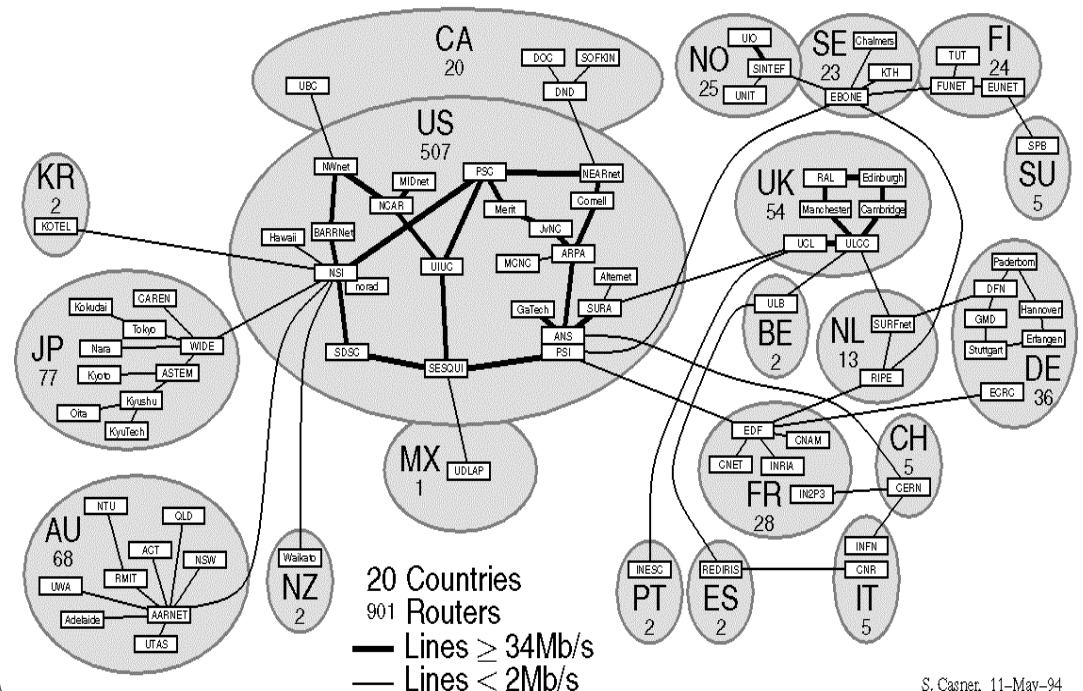 CA
20
DOC
SOFKIN
UBC
DND
US
507
NWnet
MIDnet
NCAR
PSC
NEARnet
Merit
Cornell
JvNC
BARRNet
Hawaii
NSI
norad
UIUC
MCNC
ARPA
Alternet
GaTech
SURA
SDSC
SESQUI
ANS
PSI
MX
1
UDLAP
KR
2
KOTEL
JP
77
CAREN
Kokudai
Tokyo
Nara
WIDE
Kyoto
ASTEM
Kyushu
Oita
KyuTech
AU
68
NTU
QLD
ACT
NSW
UWA
RMIT
Adelaide
AARNET
UTAS
Waikato
NZ
2
NO
25
UIO
SINTEF
UNIT
SE
23
Chalmers
KTH
EBONE
FI
24
TUT
FUNET
EUNET
SPB
SU
5
UK
54
RAL
Edinburgh
Manchester
Cambridge
UCL
ULCC
ULB
BE
2
NL
13
SURFnet
RIPE
Paderborn
DFN
GMD
Hannover
Stuttgart
Erlangen
DE
36
ECRC
EDF
CNAM
CNET
INRIA
IN2P3
FR
28
CH
5
CERN
INFN
CNR
IT
5
INESC
PT
2
REDIRIS
ES
2
20 Countries
901 Routers
Lines ≥ 34Mb/s
Lines < 2Mb/s
S. Casner, 11-May-94